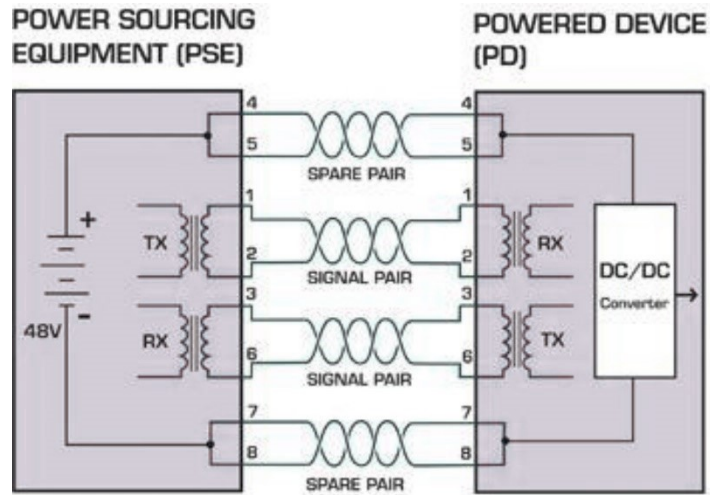 POWER SOURCING
EQUIPMENT (PSE)
POWERED DEVICE
(PD)
4
4
5
5
SPARE PAIR
1
1
+
TX
RX
2
2
SIGNAL PAIR
DC/DC
Converter
3
3
-
48V
RX
TX
6
6
SIGNAL PAIR
7
7
8
8
SPARE PAIR